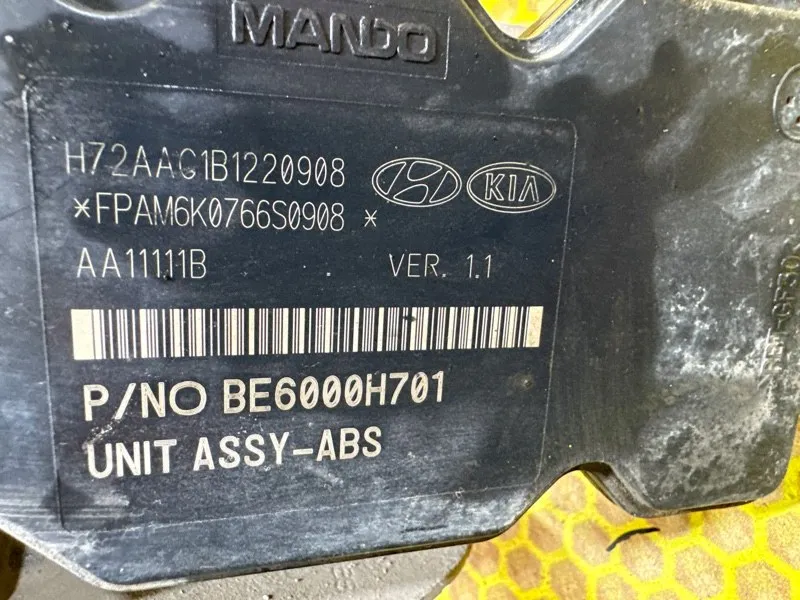 MANDO
H72AAC1B1220908
KIA
*FPAM6K0766S0908 *
AA11111B . VER. 1.1
P/NO BE6000H701
UNIT ASSY-ABS